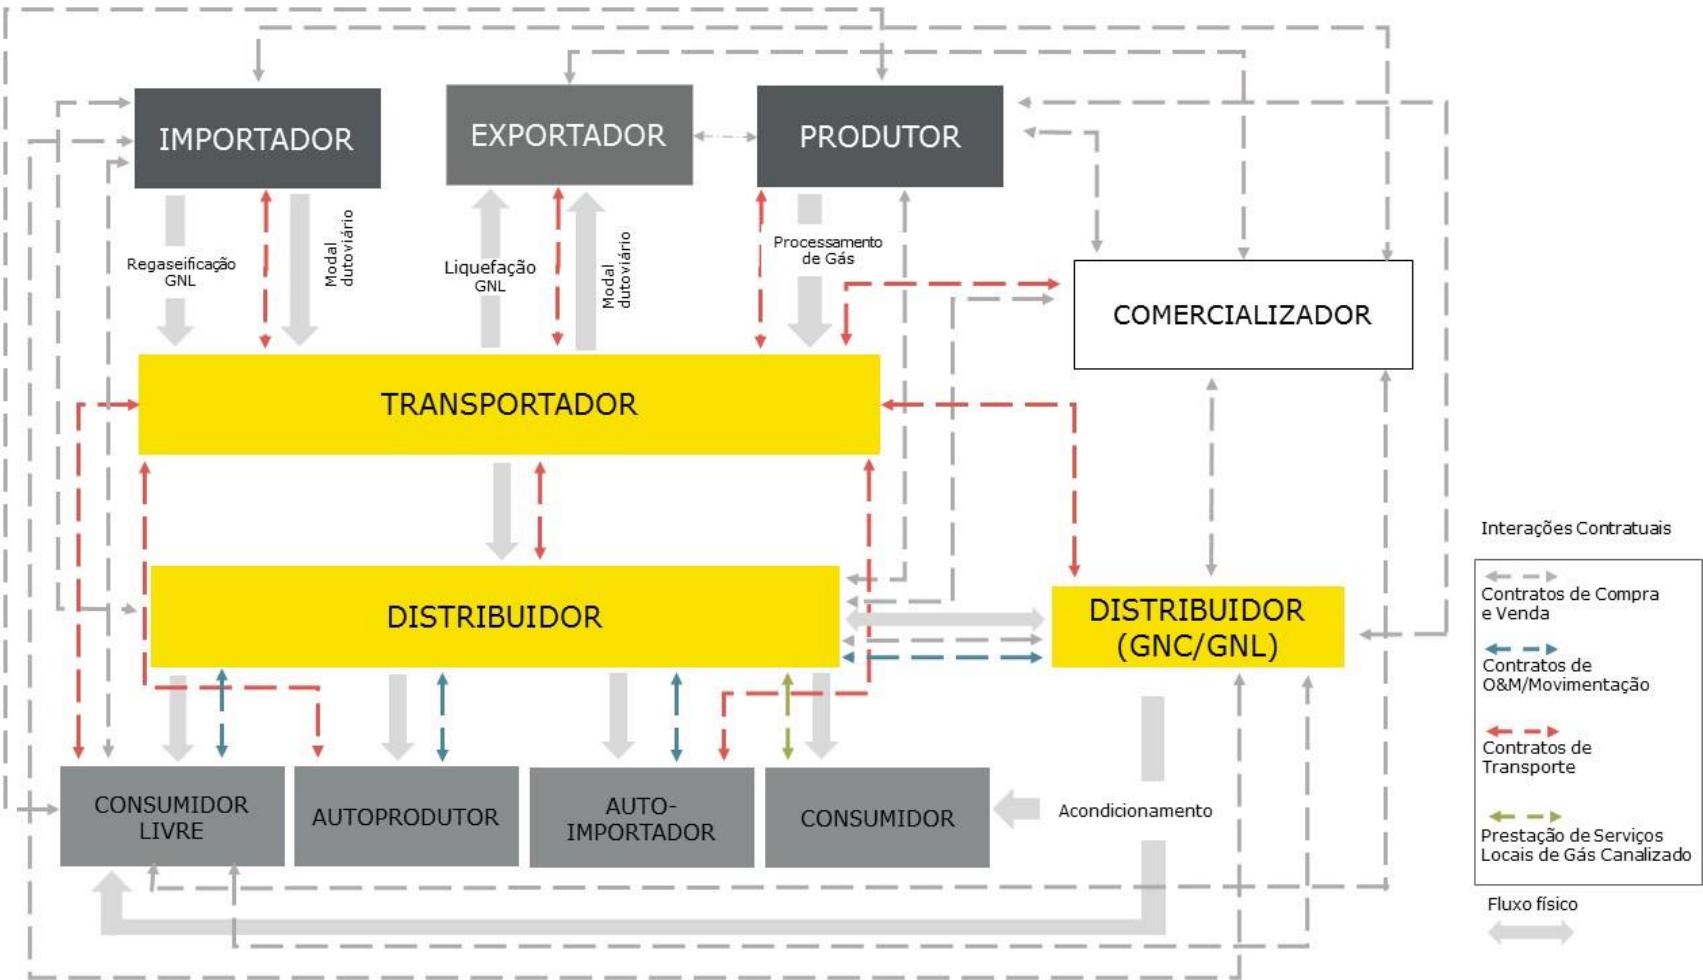 IMPORTADOR
EXPORTADOR
PRODUTOR
Regaseificação
GNL
Modal
dutoviário
Liquefação
GNL
Modal
dutoviário
Processamento
de Gás
COMERCIALIZADOR
TRANSPORTADOR
DISTRIBUIDOR
DISTRIBUIDOR
(GNC/GNL)
CONSUMIDOR
LIVRE
AUTOPRODUTOR
AUTO-
IMPORTADOR
CONSUMIDOR
Acondicionamento
Interações Contratuais
Contratos de Compra
e Venda
Contratos de
O&M/Movimentação
Contratos de
Transporte
Prestação de Serviços
Locais de Gás Canalizado
Fluxo físico